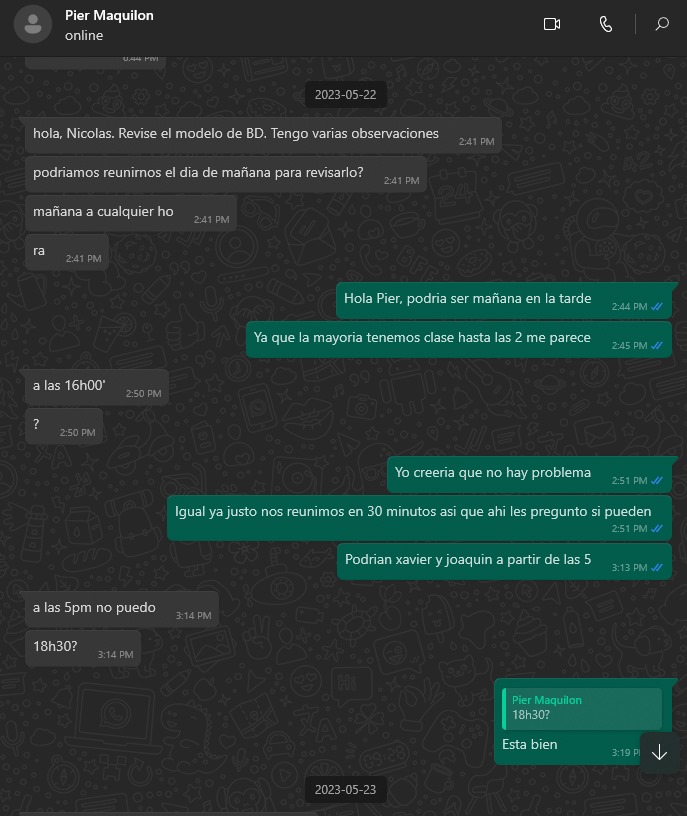 Pier Maquilon
online
6:44 PM
2023-05-22
hola, Nicolas. Revise el modelo de BD. Tengo varias observaciones 2:41 PM
podriamos reunirnos el dia de mañana para revisarlo? 2:41 PM
mañana a cualquier ho 2:41 PM
ra 2:41 PM
Hola Pier, podria ser mañana en la tarde 2:44 PM
Ya que la mayoria tenemos clase hasta las 2 me parece 2:45 PM
a las 16h00' 2:50 PM
? 2:50 PM
Yo creeria que no hay problema 2:51 PM
Igual ya justo nos reunimos en 30 minutos asi que ahi les pregunto si pueden
2:51 PM
Podrian xavier y joaquin a partir de las 5 3:13 PM
a las 5pm no puedo 3:14 PM
18h30? 3:14 PM
Pier Maquilon
18h30?
Esta bien 3:19 P
2023-05-23